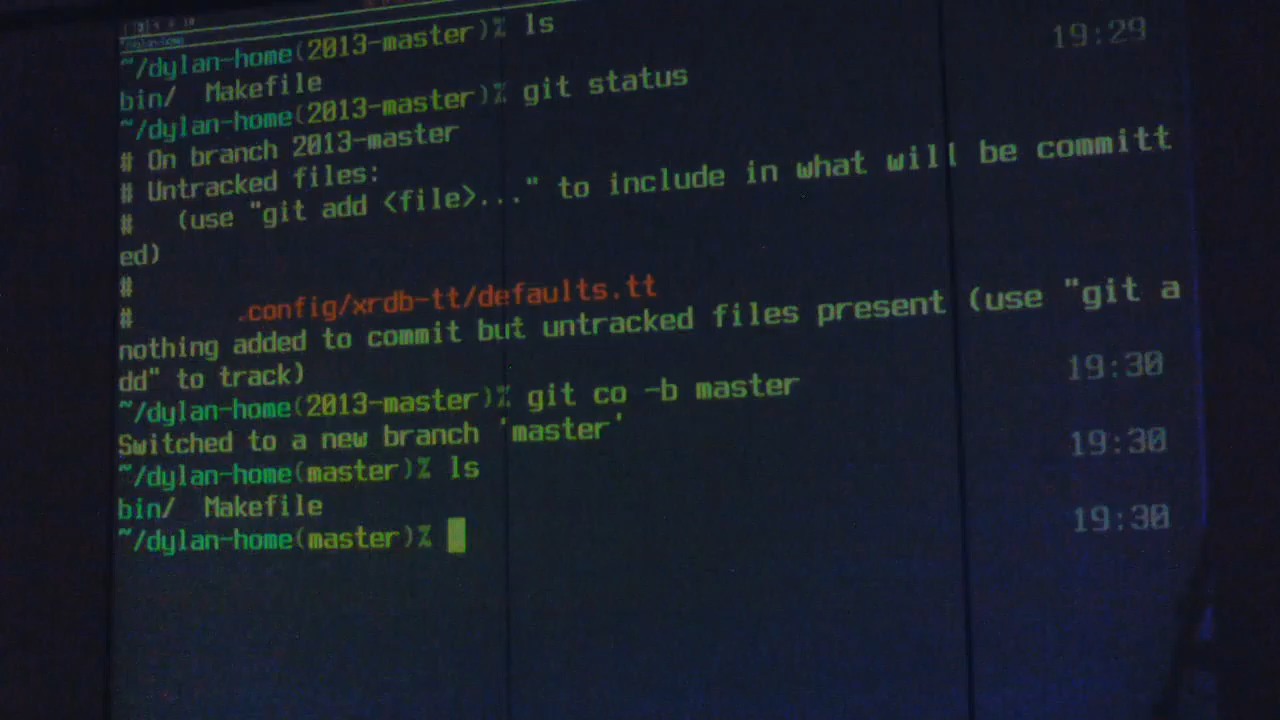 ~/dylan-home(2013-master)% ls 19:29
bin/ Makefile
~/dylan-home(2013-master)% git status
# On branch 2013-master
# Untracked files:
# (use "git add <file>..." to include in what will be committ
ed)
#
# .config/xrdb-tt/defaults.tt
nothing added to commit but untracked files present (use "git a
dd" to track)
~/dylan-home(2013-master)% git co -b master 19:30
Switched to a new branch 'master'
~/dylan-home(master)% ls 19:30
bin/ Makefile
~/dylan-home(master)% 19:30